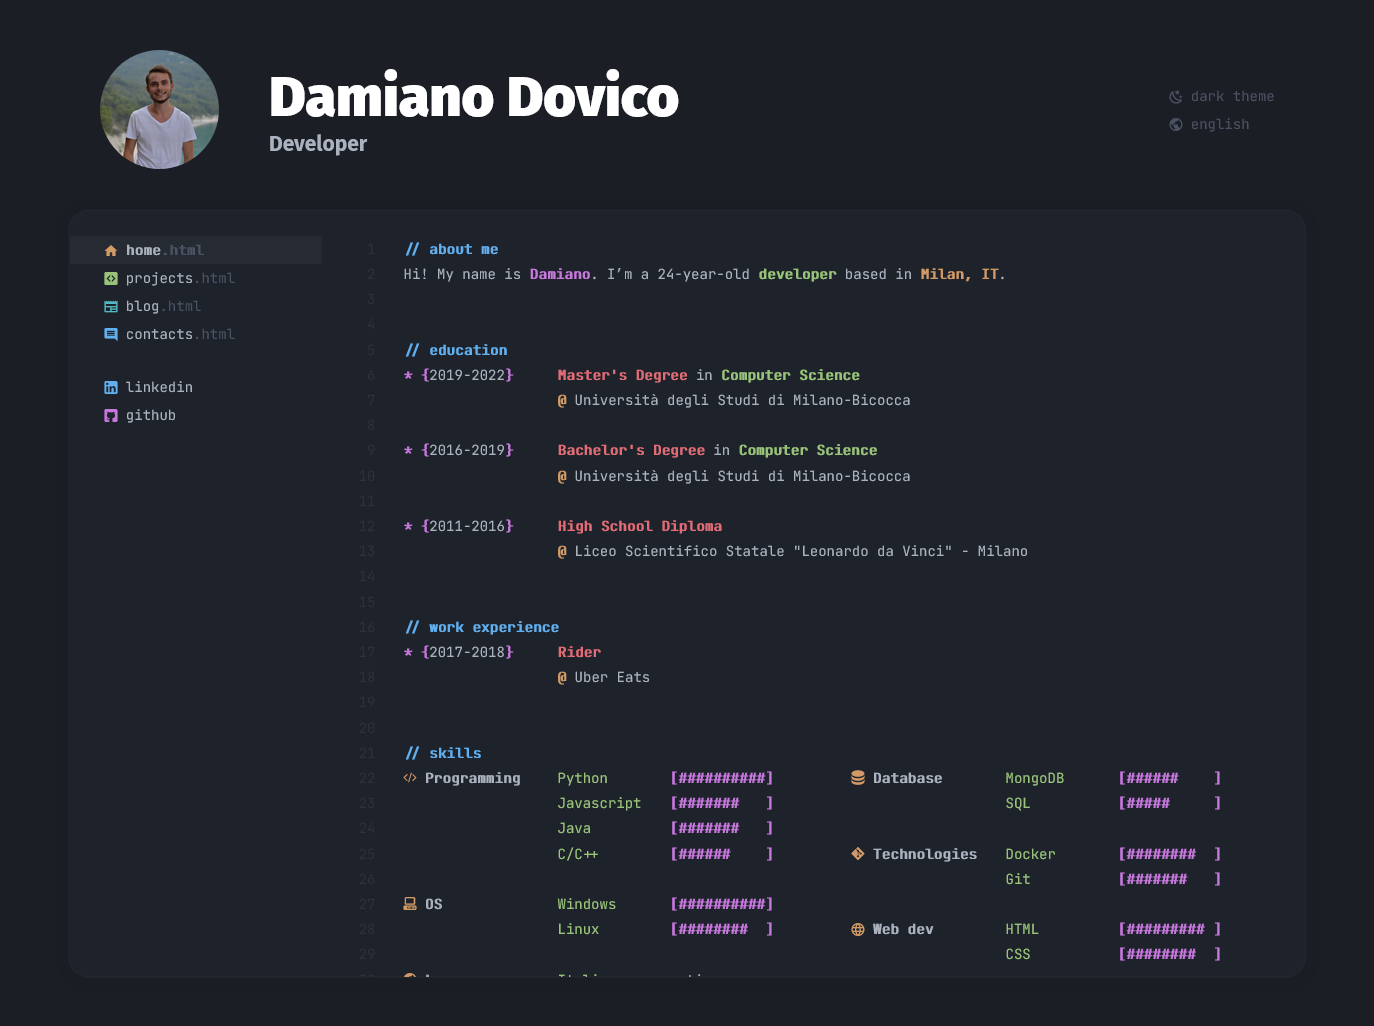 Damiano Dovico
Developer
dark theme
english
home.html
projects.html
blog.html
contacts.html
linkedin
github
1 // about me
2 Hi! My name is Damiano. I'm a 24-year-old developer based in Milan, IT.
3
4
5 // education
6 * {2019-2022} Master's Degree in Computer Science
7 @ Università degli Studi di Milano-Bicocca
8
9 * {2016-2019} Bachelor's Degree in Computer Science
10 @ Università degli Studi di Milano-Bicocca
11
12 * {2011-2016} High School Diploma
13 @ Liceo Scientifico Statale "Leonardo da Vinci" - Milano
14
15
16 // work experience
17 * {2017-2018} Rider
18 @ Uber Eats
19
20
21 // skills
22 </> Programming Python [##########] Database MongoDB [###### ]
23 Javascript [####### ] SQL [##### ]
24 Java [####### ]
25 C/C++ [###### ] Technologies Docker [######## ]
26 Git [####### ]
27 OS Windows [##########]
28 Linux [######## ] Web dev HTML [######### ]
29 CSS [######## ]